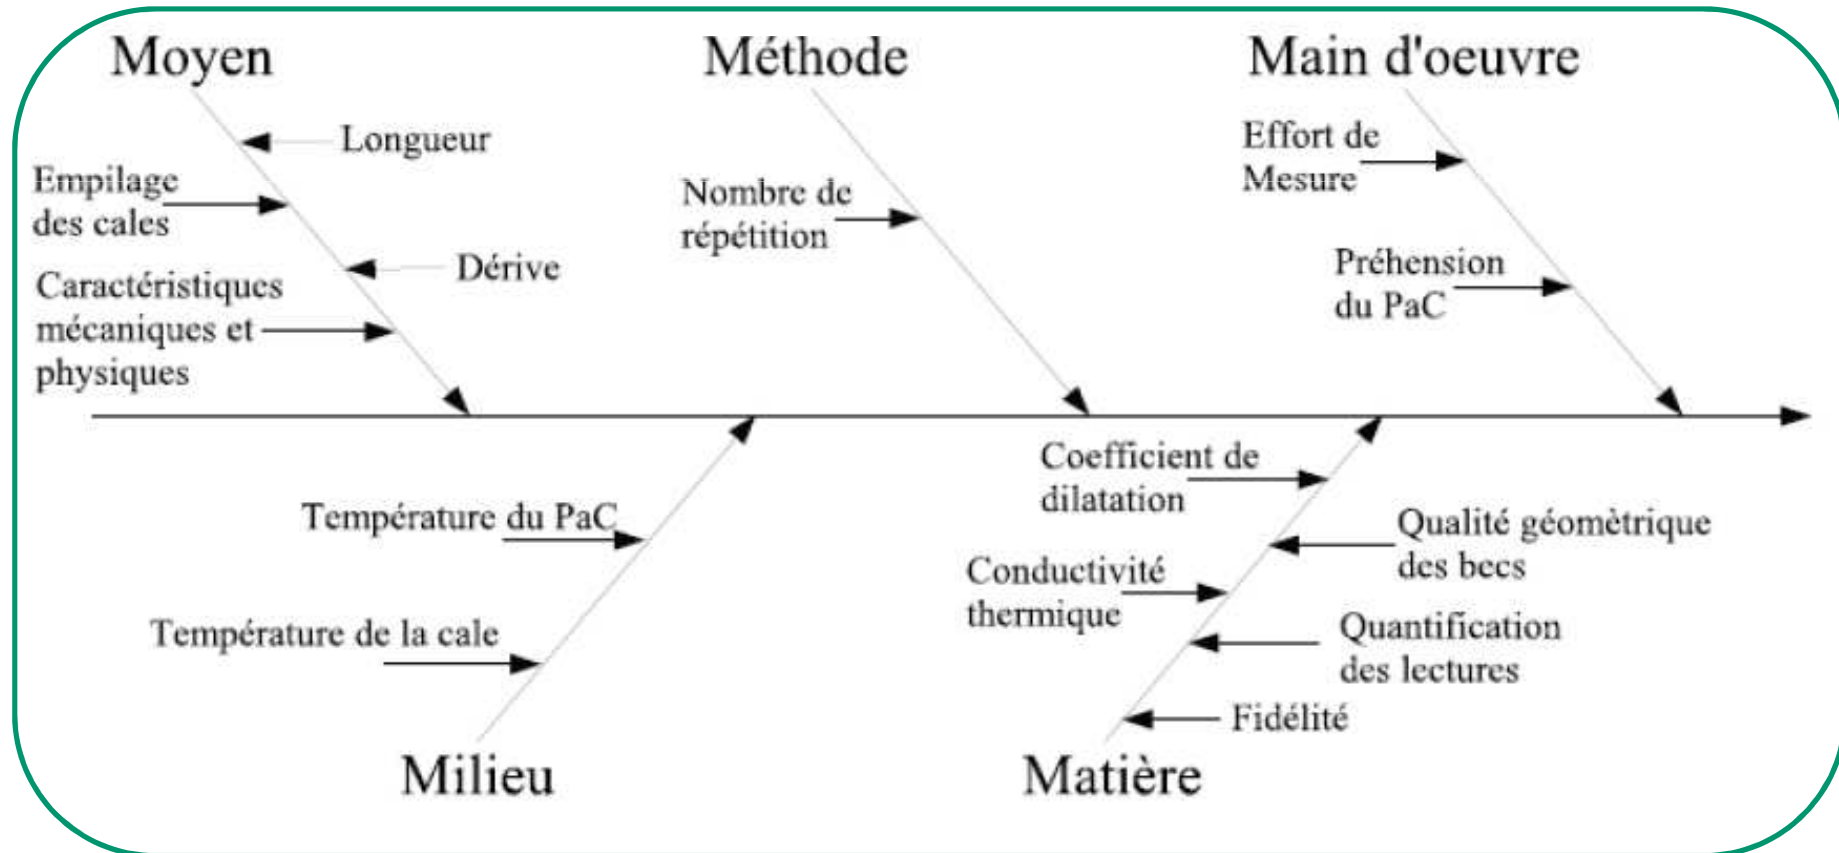 Moyen
Méthode
Main d'oeuvre
Longueur
Empilage
des cales
Dérive
Caractéristiques
mécaniques et
physiques
Nombre de
répétition
Effort de
Mesure
Préhension
du PaC
Température du PaC
Température de la cale
Milieu
Coefficient de
dilatation
Qualité géomètrique
des becs
Conductivité
thermique
Quantification
des lectures
Fidélité
Matière